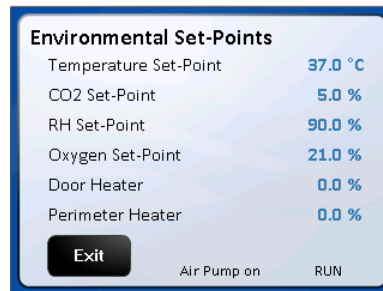 Environmental Set-Points
Temperature Set-Point 37.0 °C
CO2 Set-Point 5.0 %
RH Set-Point 90.0 %
Oxygen Set-Point 21.0 %
Door Heater 0.0 %
Perimeter Heater 0.0 %
Exit Air Pump on RUN